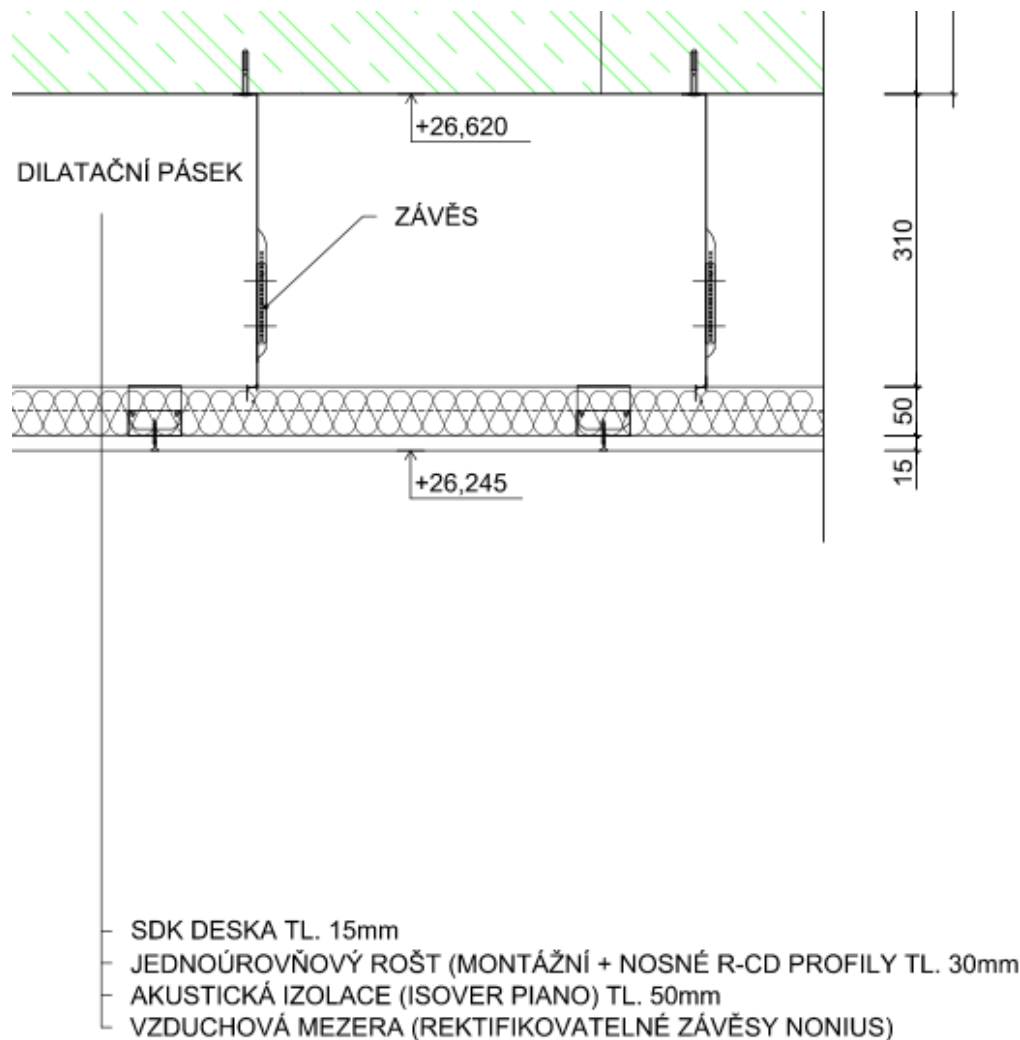 +26,620
DILATAČNÍ PÁSEK
ZÁVĚS
310
50
+26,245
15
SDK DESKA TL. 15mm
JEDNOÚROVŇOVÝ ROŠT (MONTÁŽNÍ + NOSNÉ R-CD PROFILY TL. 30mm
AKUSTICKÁ IZOLACE (ISOVER PIANO) TL. 50mm
VZDUCHOVÁ MEZERA (REKTIFIKOVATELNÉ ZÁVĚSY NONIUS)